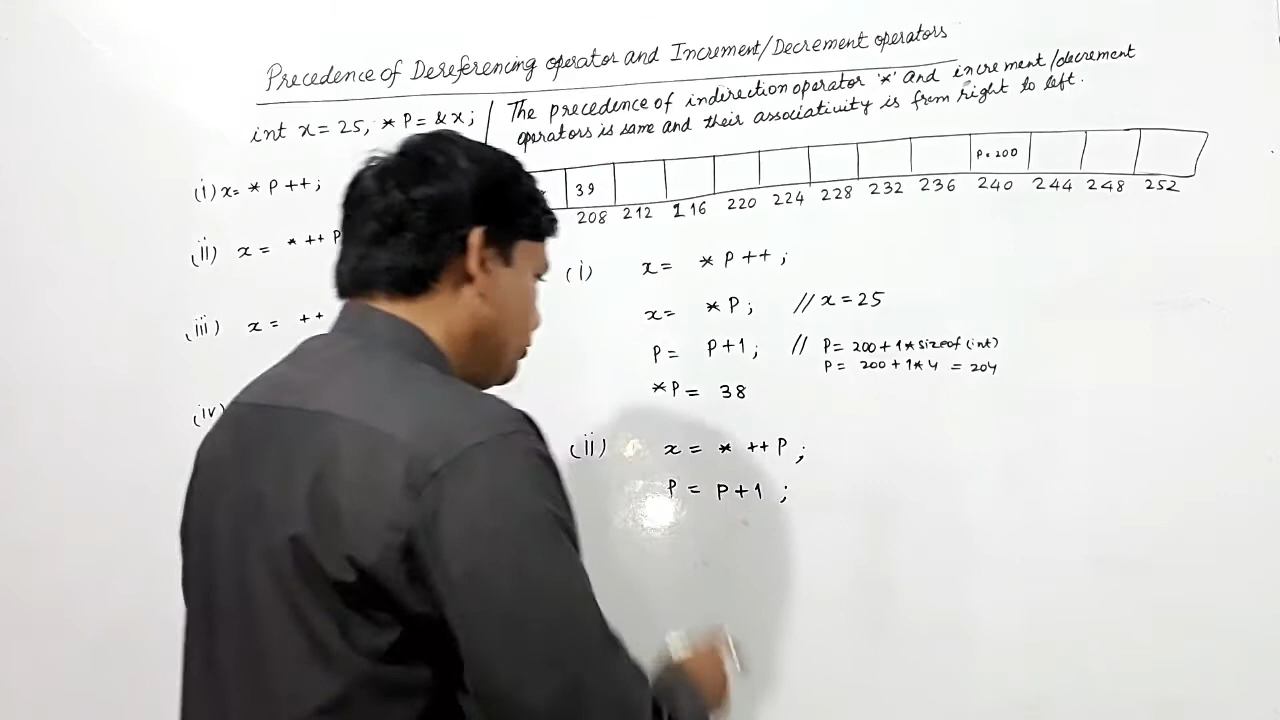 Precedence of Dereferencing operator and Increment/Decrement operators
int x = 25, *P = &x;
The precedence of indirection operator '*' and increment/decrement
operators is same and their associativity is from right to left.
39 P=200
208 212 216 220 224 228 232 236 240 244 248 252
(i) x= *P++;
(ii) x = *++P
(iii) x = ++
(iv)
(i) x= *P++;
x= *P; // x=25
P= P+1; // P= 200+1*sizeof(int)
P= 200+1*4 = 204
*P= 38
(ii) x= *++P;
P = P+1;